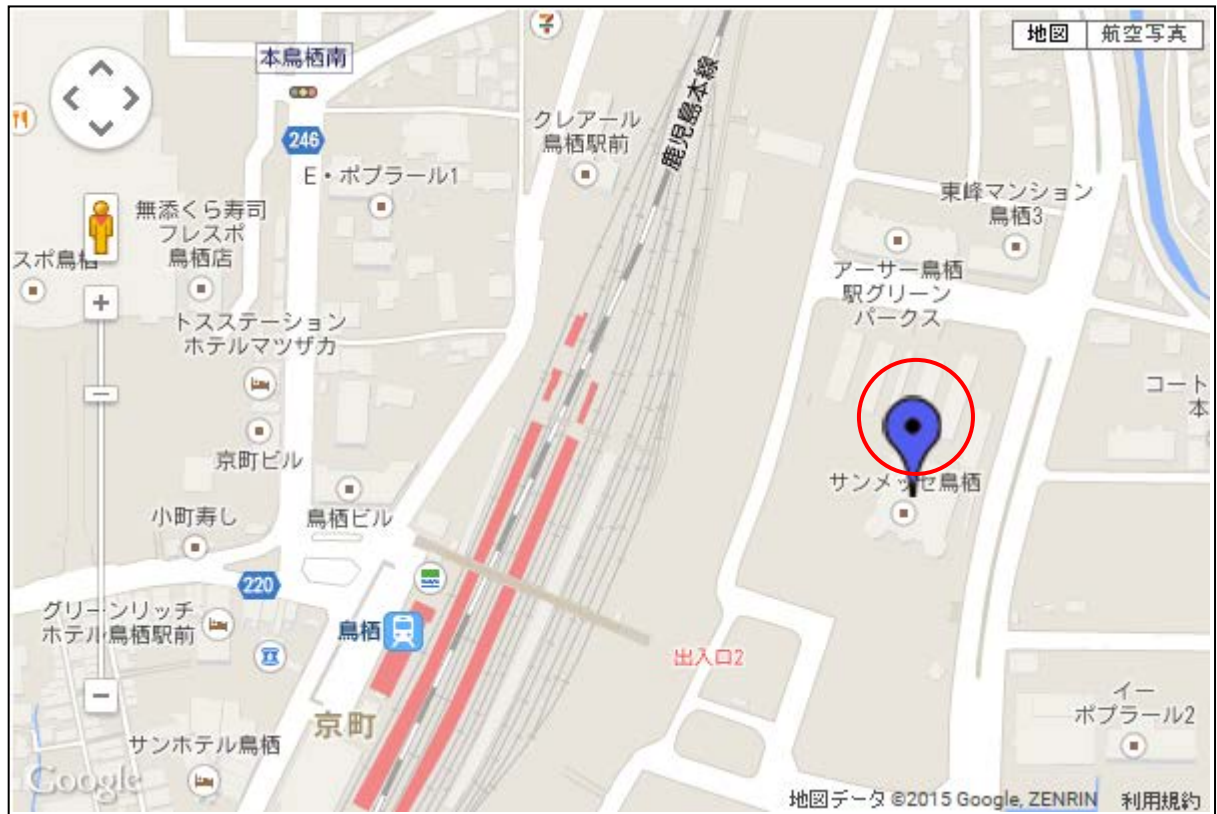 地図
航空写真
本鳥栖南
246
クレアール
鳥栖駅前
鹿児島本線
E・ポプラール1
無添くら寿司
フレスポ
鳥栖店
スポ鳥栖
東峰マンション
鳥栖3
アーサー鳥栖
駅グリーン
パークス
トスステーション
ホテルマツザカ
コート
本
京町ビル
サンメッセ鳥栖
小町寿し
鳥栖ビル
220
グリーンリッチ
ホテル鳥栖駅前
鳥栖
出入口2
京町
イー
ポプラール2
サンホテル鳥栖
Google
地図データ ©2015 Google, ZENRIN
利用規約